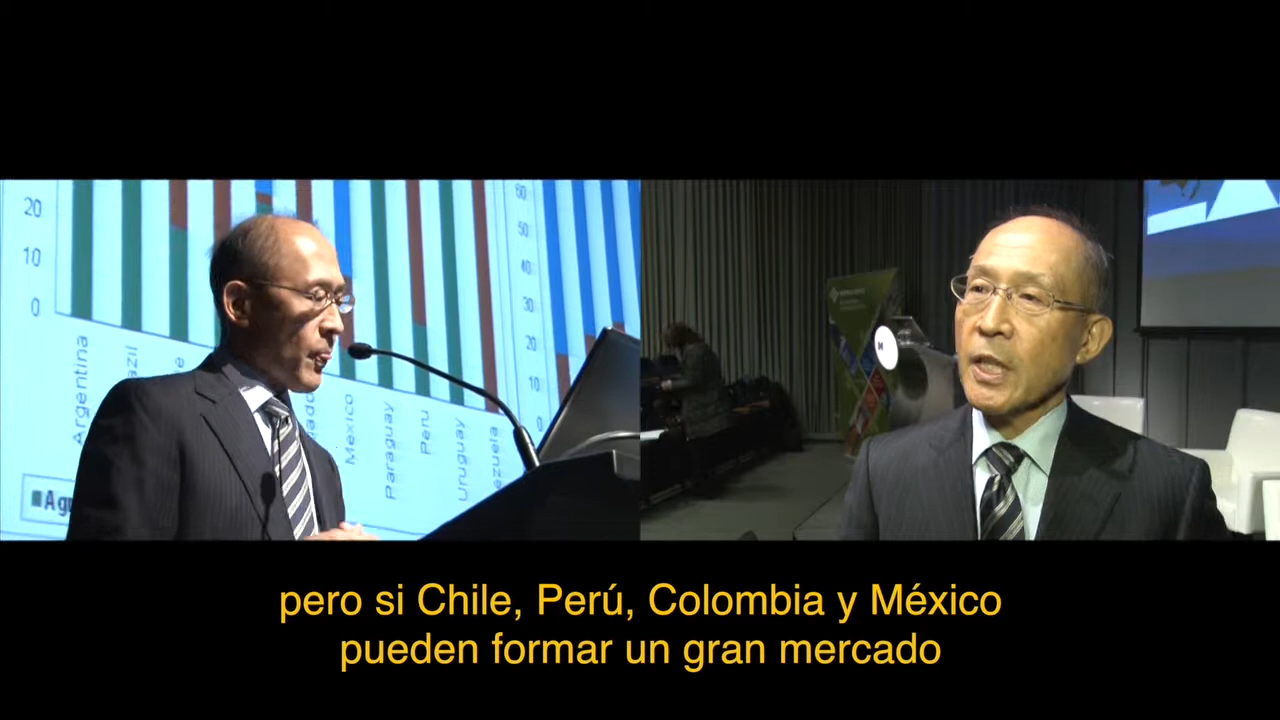 20
10
0
60
50
40
30
20
10
0
Argentina
Mexico
Paraguay
Peru
Uruguay
ezuela
pero si Chile, Perú, Colombia y México
pueden formar un gran mercado